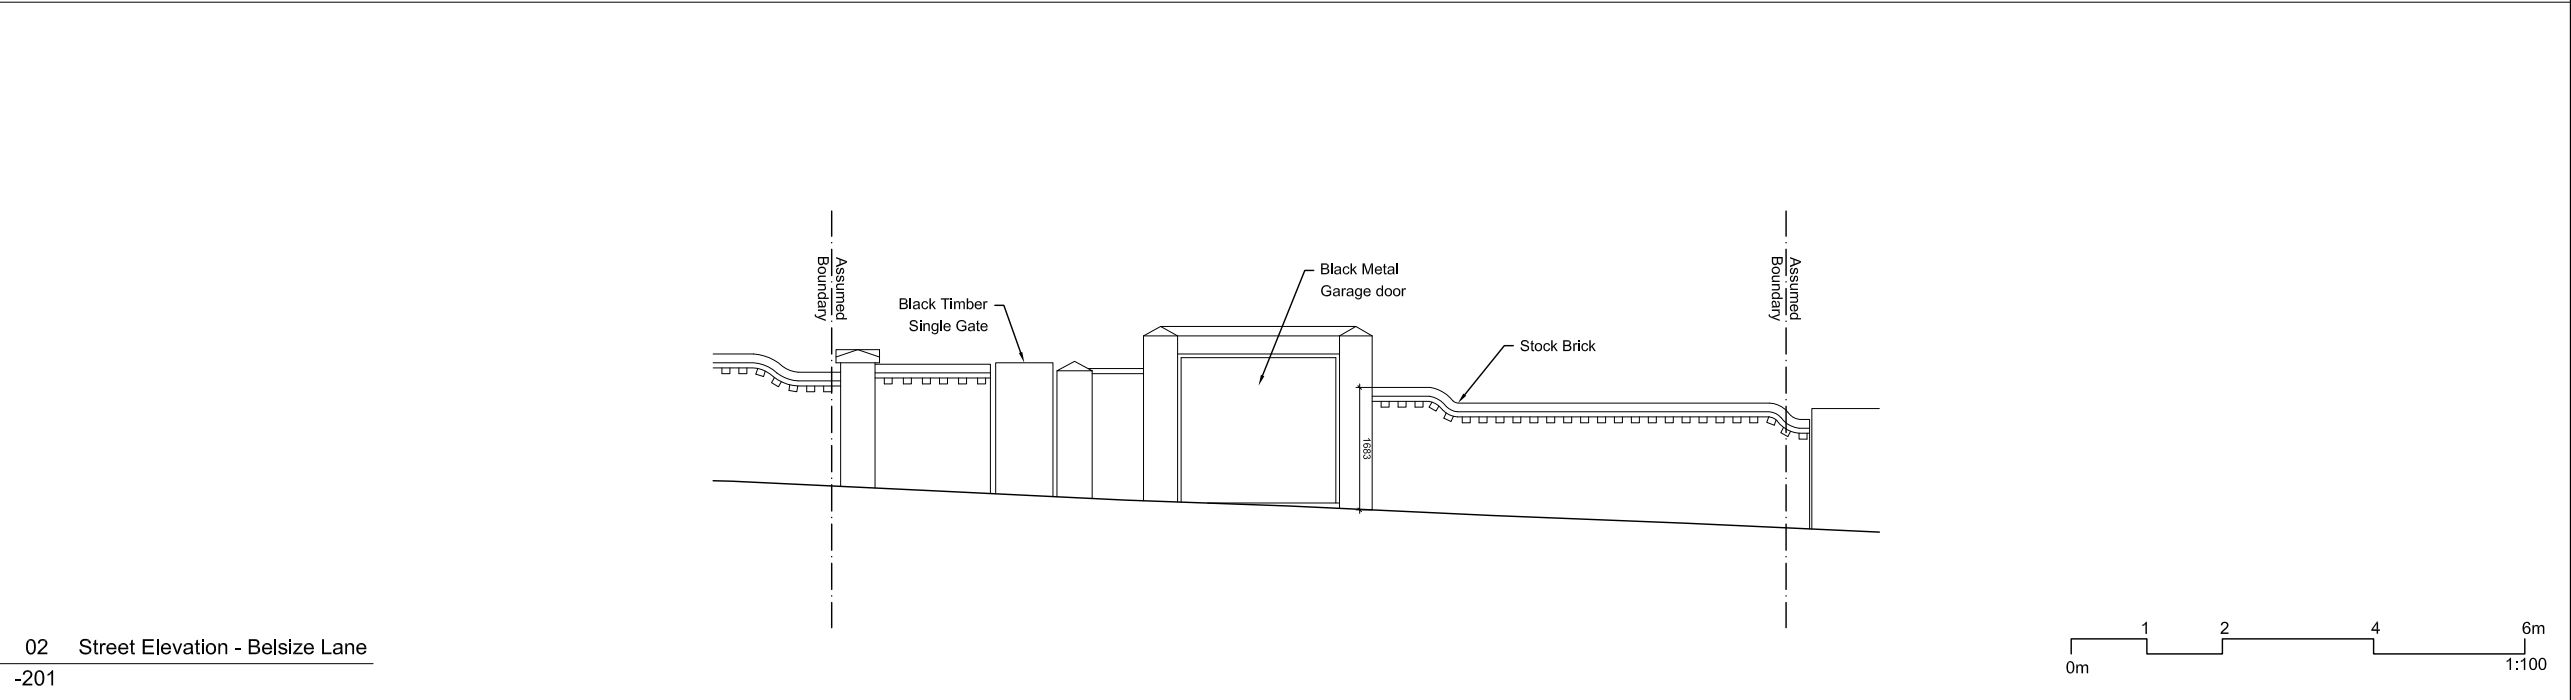 Assumed
Boundary
Black Timber
Single Gate
Black Metal
Garage door
Stock Brick
Assumed
Boundary
1683
02 Street Elevation - Belsize Lane
-201
1 2 4 6m
0m 1:100